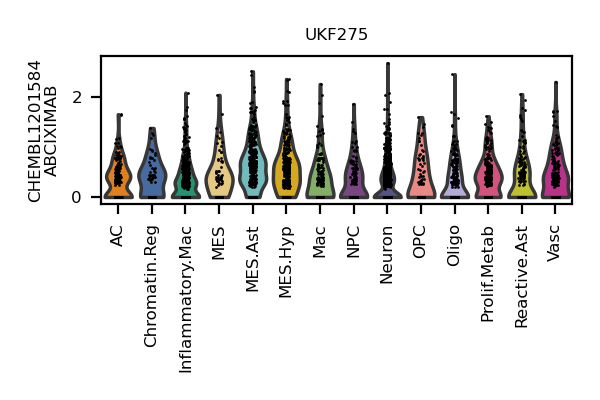 UKF275
CHEMBL1201584
ABCIXIMAB
2
0
AC
Chromatin.Reg
Inflammatory.Mac
MES
MES.Ast
MES.Hyp
Mac
NPC
Neuron
OPC
Oligo
Prolif.Metab
Reactive.Ast
Vasc